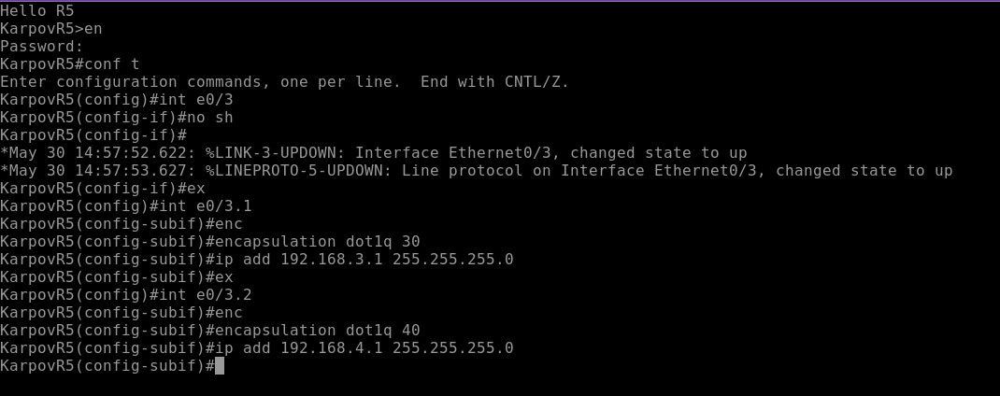 Hello R5
KarpovR5>en
Password:
KarpovR5#conf t
Enter configuration commands, one per line.  End with CNTL/Z.
KarpovR5(config)#int e0/3
KarpovR5(config-if)#no sh
KarpovR5(config-if)#
*May 30 14:57:52.622: %LINK-3-UPDOWN: Interface Ethernet0/3, changed state to up
*May 30 14:57:53.627: %LINEPROTO-5-UPDOWN: Line protocol on Interface Ethernet0/3, changed state to up
KarpovR5(config-if)#ex
KarpovR5(config)#int e0/3.1
KarpovR5(config-subif)#enc
KarpovR5(config-subif)#encapsulation dot1q 30
KarpovR5(config-subif)#ip add 192.168.3.1 255.255.255.0
KarpovR5(config-subif)#ex
KarpovR5(config)#int e0/3.2
KarpovR5(config-subif)#enc
KarpovR5(config-subif)#encapsulation dot1q 40
KarpovR5(config-subif)#ip add 192.168.4.1 255.255.255.0
KarpovR5(config-subif)#